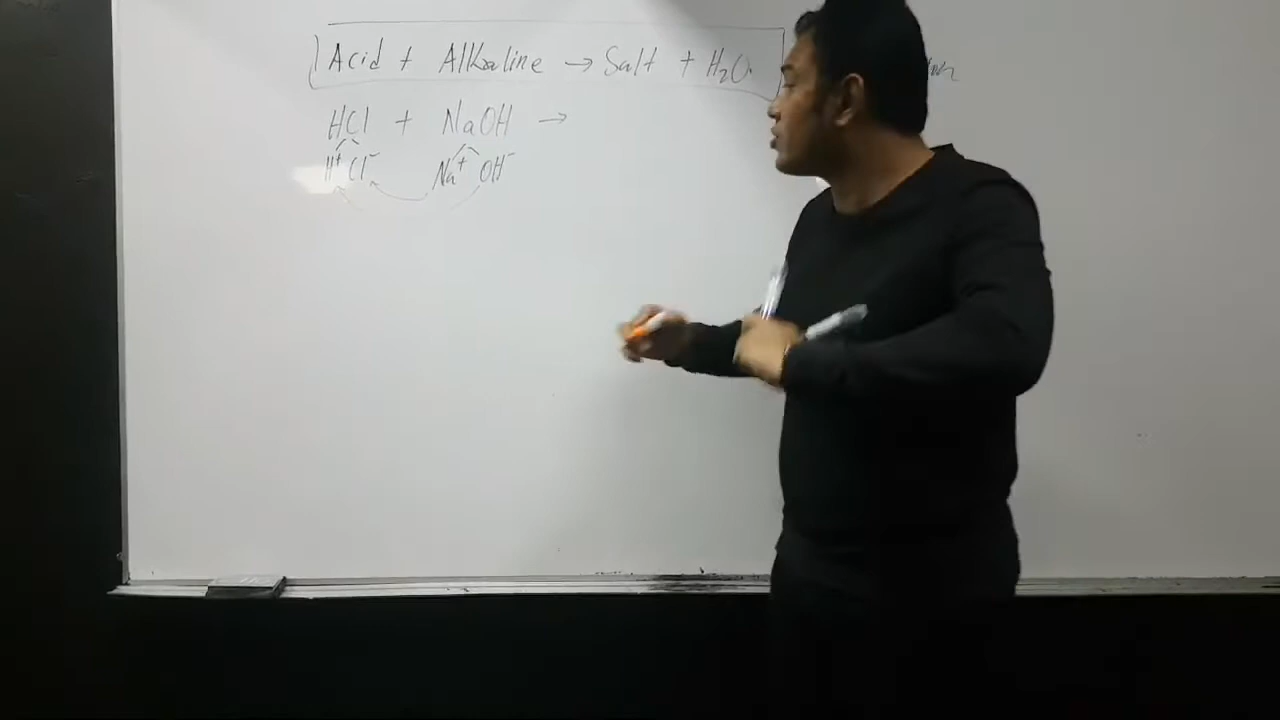 Acid + Alkaline → Salt + H₂O
HCl + NaOH →
H⁺ Cl⁻ Na⁺ OH⁻